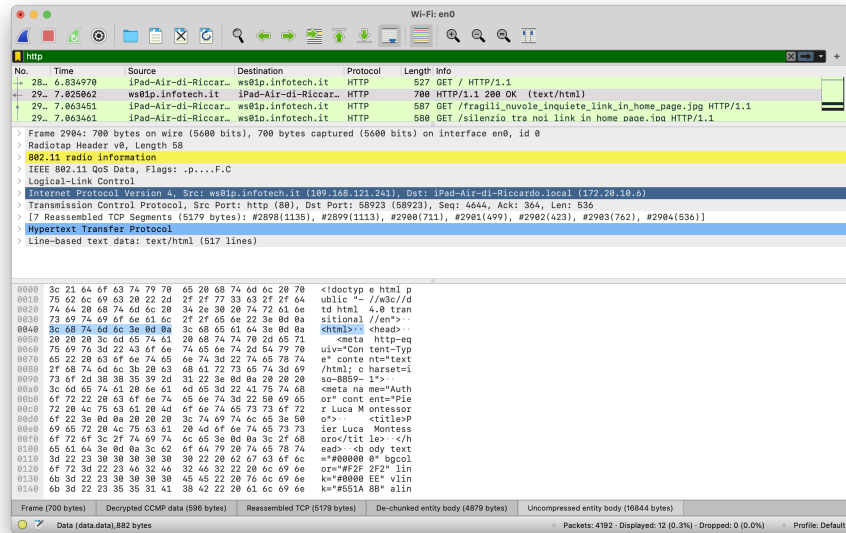 Wi-Fi: en0
http
No. Time Source Destination Protocol Length Info
28… 6.834970 iPad-Air-di-Riccar… ws01p.infotech.it HTTP 527 GET / HTTP/1.1
29… 7.025062 ws01p.infotech.it iPad-Air-di-Riccar… HTTP 700 HTTP/1.1 200 OK (text/html)
29… 7.063451 iPad-Air-di-Riccar… ws01p.infotech.it HTTP 587 GET /fragili_nuvole_inquiete_link_in_home_page.jpg HTTP/1.1
29… 7.063461 iPad-Air-di-Riccar… ws01p.infotech.it HTTP 580 GET /silenzio_tra_noi_link_in_home_page.jpg HTTP/1.1
Frame 2904: 700 bytes on wire (5600 bits), 700 bytes captured (5600 bits) on interface en0, id 0
Radiotap Header v0, Length 58
802.11 radio information
IEEE 802.11 QoS Data, Flags: .p....F.C
Logical-Link Control
Internet Protocol Version 4, Src: ws01p.infotech.it (109.168.121.241), Dst: iPad-Air-di-Riccardo.local (172.20.10.6)
Transmission Control Protocol, Src Port: http (80), Dst Port: 58923 (58923), Seq: 4644, Ack: 364, Len: 536
[7 Reassembled TCP Segments (5179 bytes): #2898(1135), #2899(1113), #2900(711), #2901(499), #2902(423), #2903(762), #2904(536)]
Hypertext Transfer Protocol
Line-based text data: text/html (517 lines)
0000 3c 21 64 6f 63 74 79 70 65 20 68 74 6d 6c 20 70 <!doctyp e html p
0010 75 62 6c 69 63 20 22 2d 2f 2f 77 33 63 2f 2f 64 ublic "- //w3c//d
0020 74 64 20 68 74 6d 6c 20 34 2e 30 20 74 72 61 6e td html 4.0 tran
0030 73 69 74 69 6f 6e 61 6c 2f 2f 65 6e 22 3e 0d 0a sitional //en">··
0040 3c 68 74 6d 6c 3e 0d 0a 3c 68 65 61 64 3e 0d 0a <html>·· <head>··
0050 20 20 20 3c 6d 65 74 61 20 68 74 74 70 2d 65 71 <meta http-eq
0060 75 69 76 3d 22 43 6f 6e 74 65 6e 74 2d 54 79 70 uiv="Con tent-Typ
0070 65 22 20 63 6f 6e 74 65 6e 74 3d 22 74 65 78 74 e" conte nt="text
0080 2f 68 74 6d 6c 3b 20 63 68 61 72 73 65 74 3d 69 /html; c harset=i
0090 73 6f 2d 38 38 35 39 2d 31 22 3e 0d 0a 20 20 20 so-8859- 1">··
00a0 3c 6d 65 74 61 20 6e 61 6d 65 3d 22 41 75 74 68 <meta na me="Auth
00b0 6f 72 22 20 63 6f 6e 74 65 6e 74 3d 22 50 69 65 or" cont ent="Pie
00c0 72 20 4c 75 63 61 20 4d 6f 6e 74 65 73 73 6f 72 r Luca M ontessor
00d0 6f 22 3e 0d 0a 20 20 20 3c 74 69 74 6c 65 3e 50 o">·· <title>P
00e0 69 65 72 20 4c 75 63 61 20 4d 6f 6e 74 65 73 73 ier Luca Montess
00f0 6f 72 6f 3c 2f 74 69 74 6c 65 3e 0d 0a 3c 2f 68 oro</tit le>··</h
0100 65 61 64 3e 0d 0a 3c 62 6f 64 79 20 74 65 78 74 ead>··<b ody text
0110 3d 22 23 30 30 30 30 30 30 22 20 62 67 63 6f 6c ="#00000 0" bgcol
0120 6f 72 3d 22 23 46 32 46 32 46 32 22 20 6c 69 6e or="#F2F 2F2" lin
0130 6b 3d 22 23 30 30 30 30 45 45 22 20 76 6c 69 6e k="#0000 EE" vlin
0140 6b 3d 22 23 35 35 31 41 38 42 22 20 61 6c 69 6e k="#551A 8B" alin
Frame (700 bytes) Decrypted CCMP data (596 bytes) Reassembled TCP (5179 bytes) De-chunked entity body (4879 bytes) Uncompressed entity body (16844 bytes)
Data (data.data),882 bytes Packets: 4192 · Displayed: 12 (0.3%) · Dropped: 0 (0.0%) Profile: Default